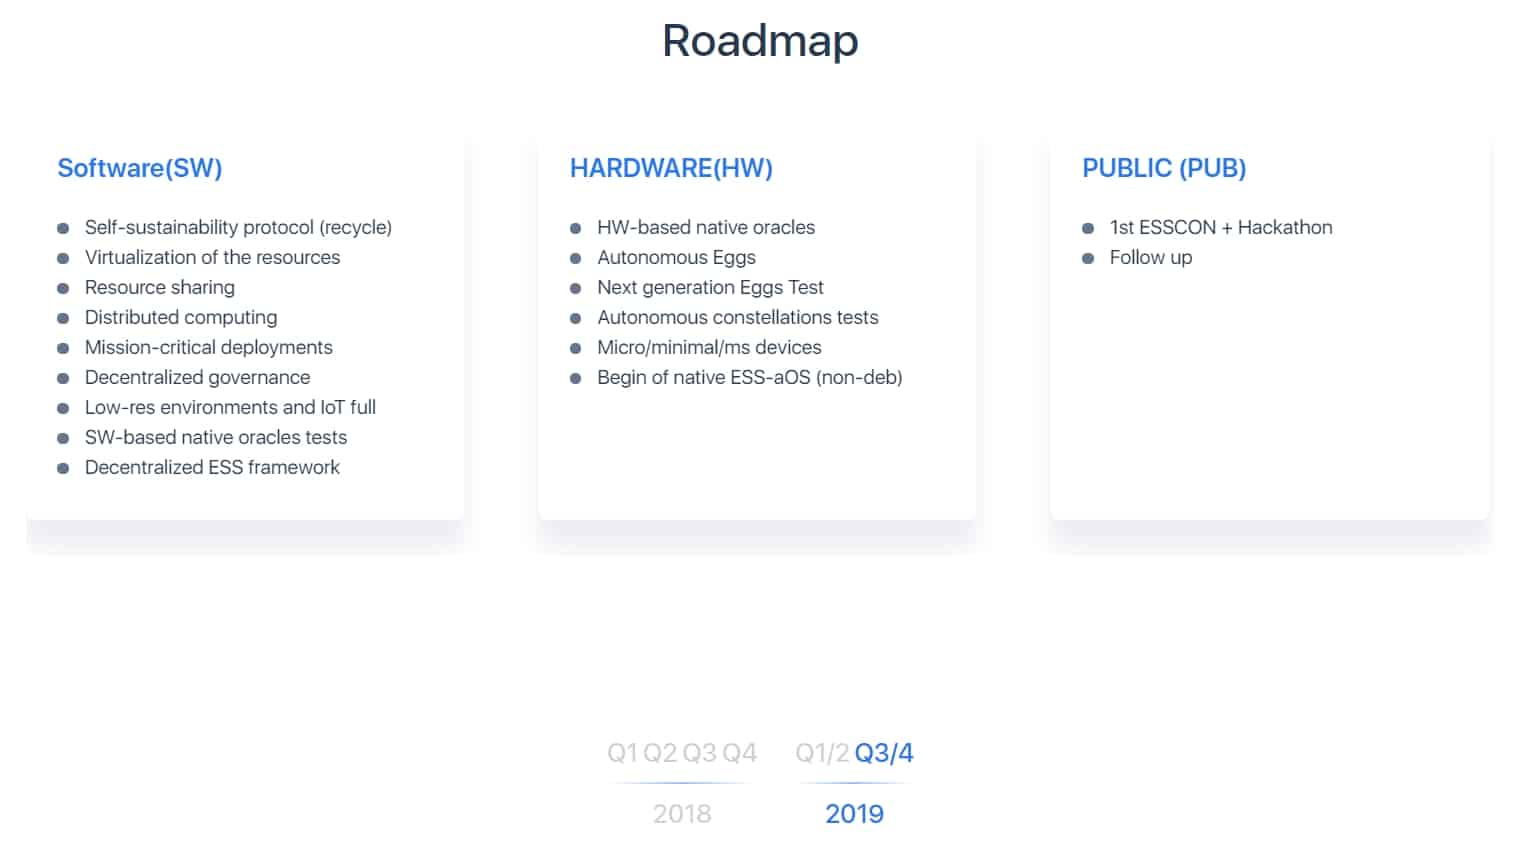 Roadmap
Software(SW)
Self-sustainability protocol (recycle)
Virtualization of the resources
Resource sharing
Distributed computing
Mission-critical deployments
Decentralized governance
Low-res environments and IoT full
SW-based native oracles tests
Decentralized ESS framework
HARDWARE(HW)
HW-based native oracles
Autonomous Eggs
Next generation Eggs Test
Autonomous constellations tests
Micro/minimal/ms devices
Begin of native ESS-aOS (non-deb)
PUBLIC (PUB)
1st ESSCON + Hackathon
Follow up
Q1 Q2 Q3 Q4
2018
Q1/2 Q3/4
2019